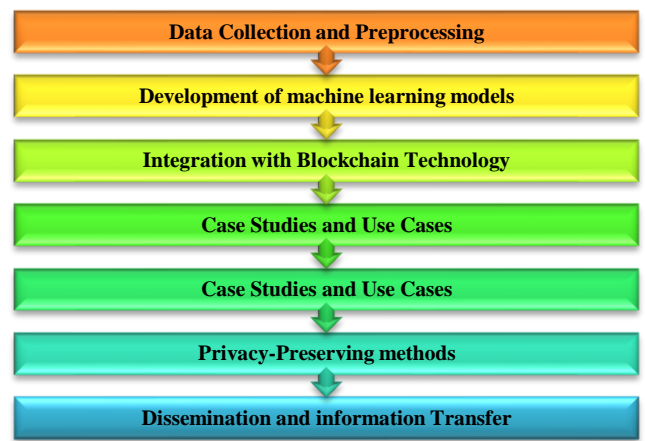 Data Collection and Preprocessing
Development of machine learning models
Integration with Blockchain Technology
Case Studies and Use Cases
Case Studies and Use Cases
Privacy-Preserving methods
Dissemination and information Transfer